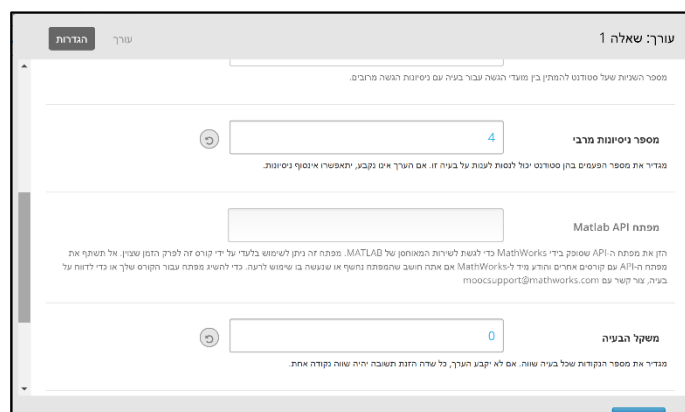 עורך: שאלה 1
עורך
הגדרות
מספר השניות שעל סטודנט להמתין בין מועדי הגשה עבור בעיה עם ניסיונות הגשה מרובים.
מספר ניסיונות מרבי
4
מגדיר את מספר הפעמים בהן סטודנט יכול לנסות לענות על בעיה זו. אם הערך אינו נקבע, יתאפשרו אינסוף ניסיונות.
מפתח Matlab API
הזן את מפתח ה-API שסופק בידי MathWorks כדי לגשת לשירות המאוחסן של MATLAB. מפתח זה ניתן לשימוש בלעדי על ידי קורס זה לפרק הזמן שצוין. אל תשתף את
מפתח ה-API עם קורסים אחרים והודע מיד ל-MathWorks אם אתה חושב שהמפתח נחשף או שנעשה בו שימוש לרעה. כדי להשיג מפתח עבור הקורס שלך או כדי לדווח על
בעיה, צור קשר עם moocsupport@mathworks.com
משקל הבעיה
0
מגדיר את מספר הנקודות שכל בעיה שווה. אם לא יקבע הערך, כל שדה הזנת תשובה יהיה שווה נקודה אחת.